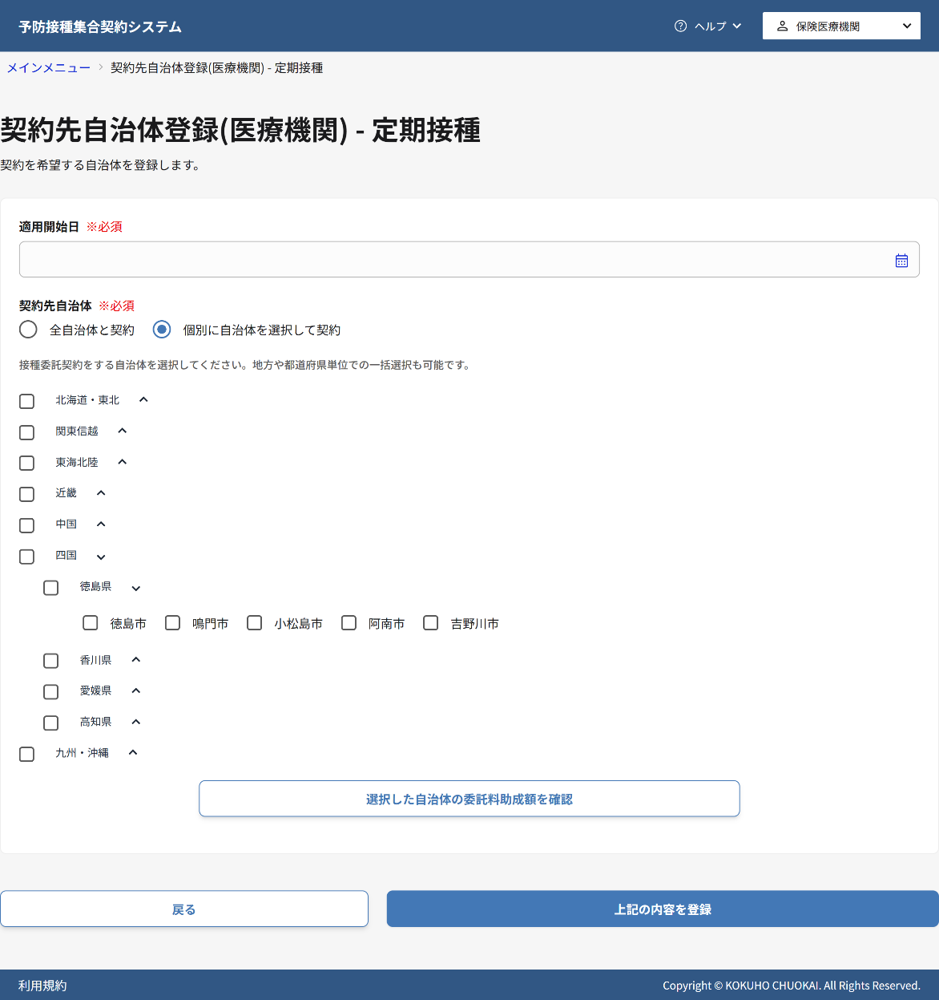 予防接種集合契約システム
ヘルプ
保険医療機関
メインメニュー 契約先自治体登録(医療機関) - 定期接種
契約先自治体登録(医療機関) - 定期接種
契約を希望する自治体を登録します。
適用開始日 ※必須
契約先自治体 ※必須
全自治体と契約 個別に自治体を選択して契約
接種委託契約をする自治体を選択してください。地方や都道府県単位での一括選択も可能です。
北海道・東北
関東信越
東海北陸
近畿
中国
四国
徳島県
徳島市 鳴門市 小松島市 阿南市 吉野川市
香川県
愛媛県
高知県
九州・沖縄
選択した自治体の委託料助成額を確認
戻る 上記の内容を登録
利用規約 Copyright © KOKUHO CHUOKAI. All Rights Reserved.